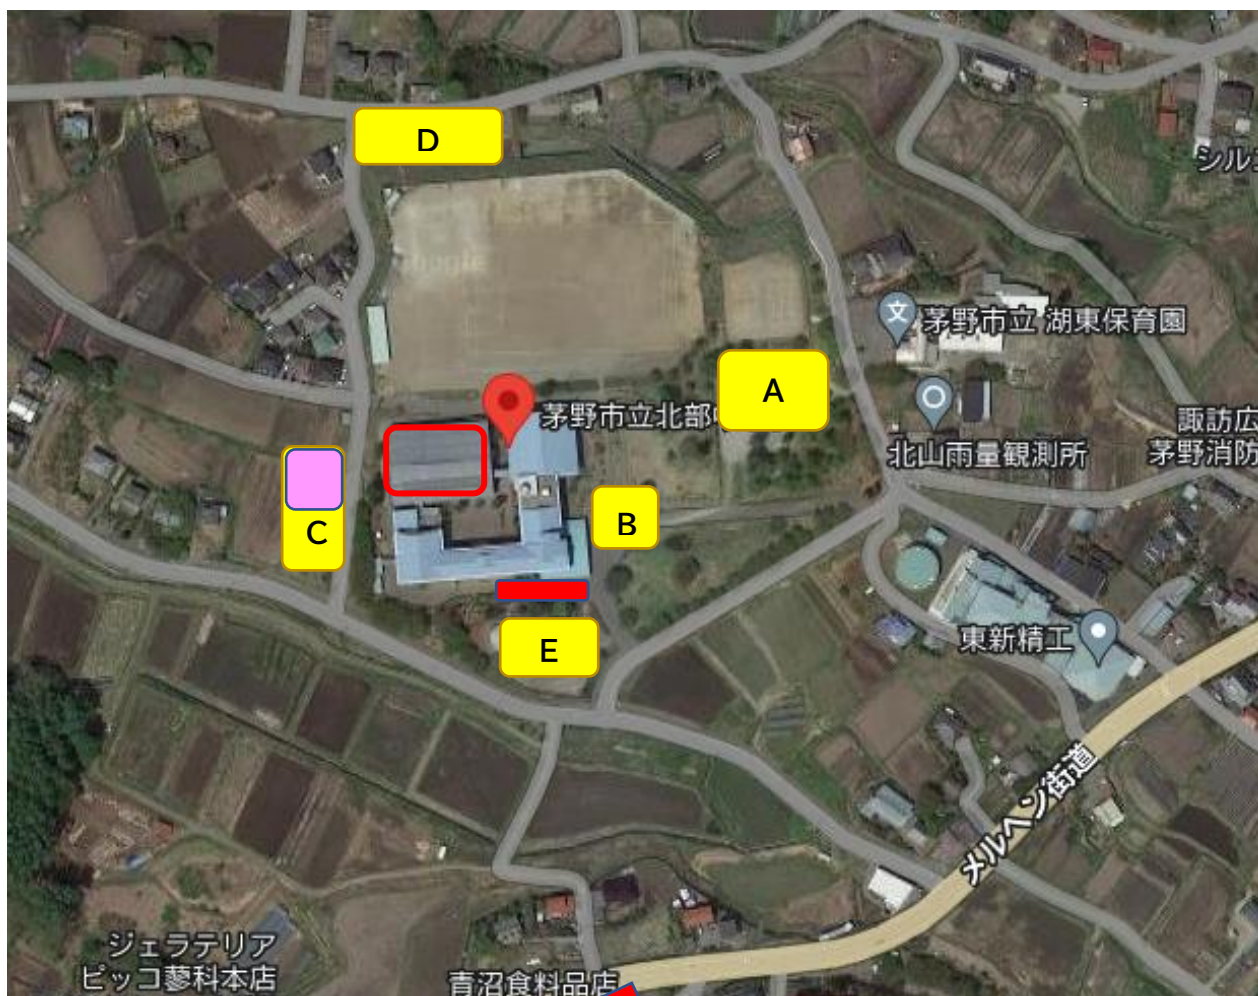 D
シル
茅野市立 湖東保育園
文
A
茅野市立北部
北山雨量観測所
諏訪広
茅野消防
B
C
東新精工
E
メルヘン街道
ジェラテリア
ピッコ蓼科本店
青沼食料品店